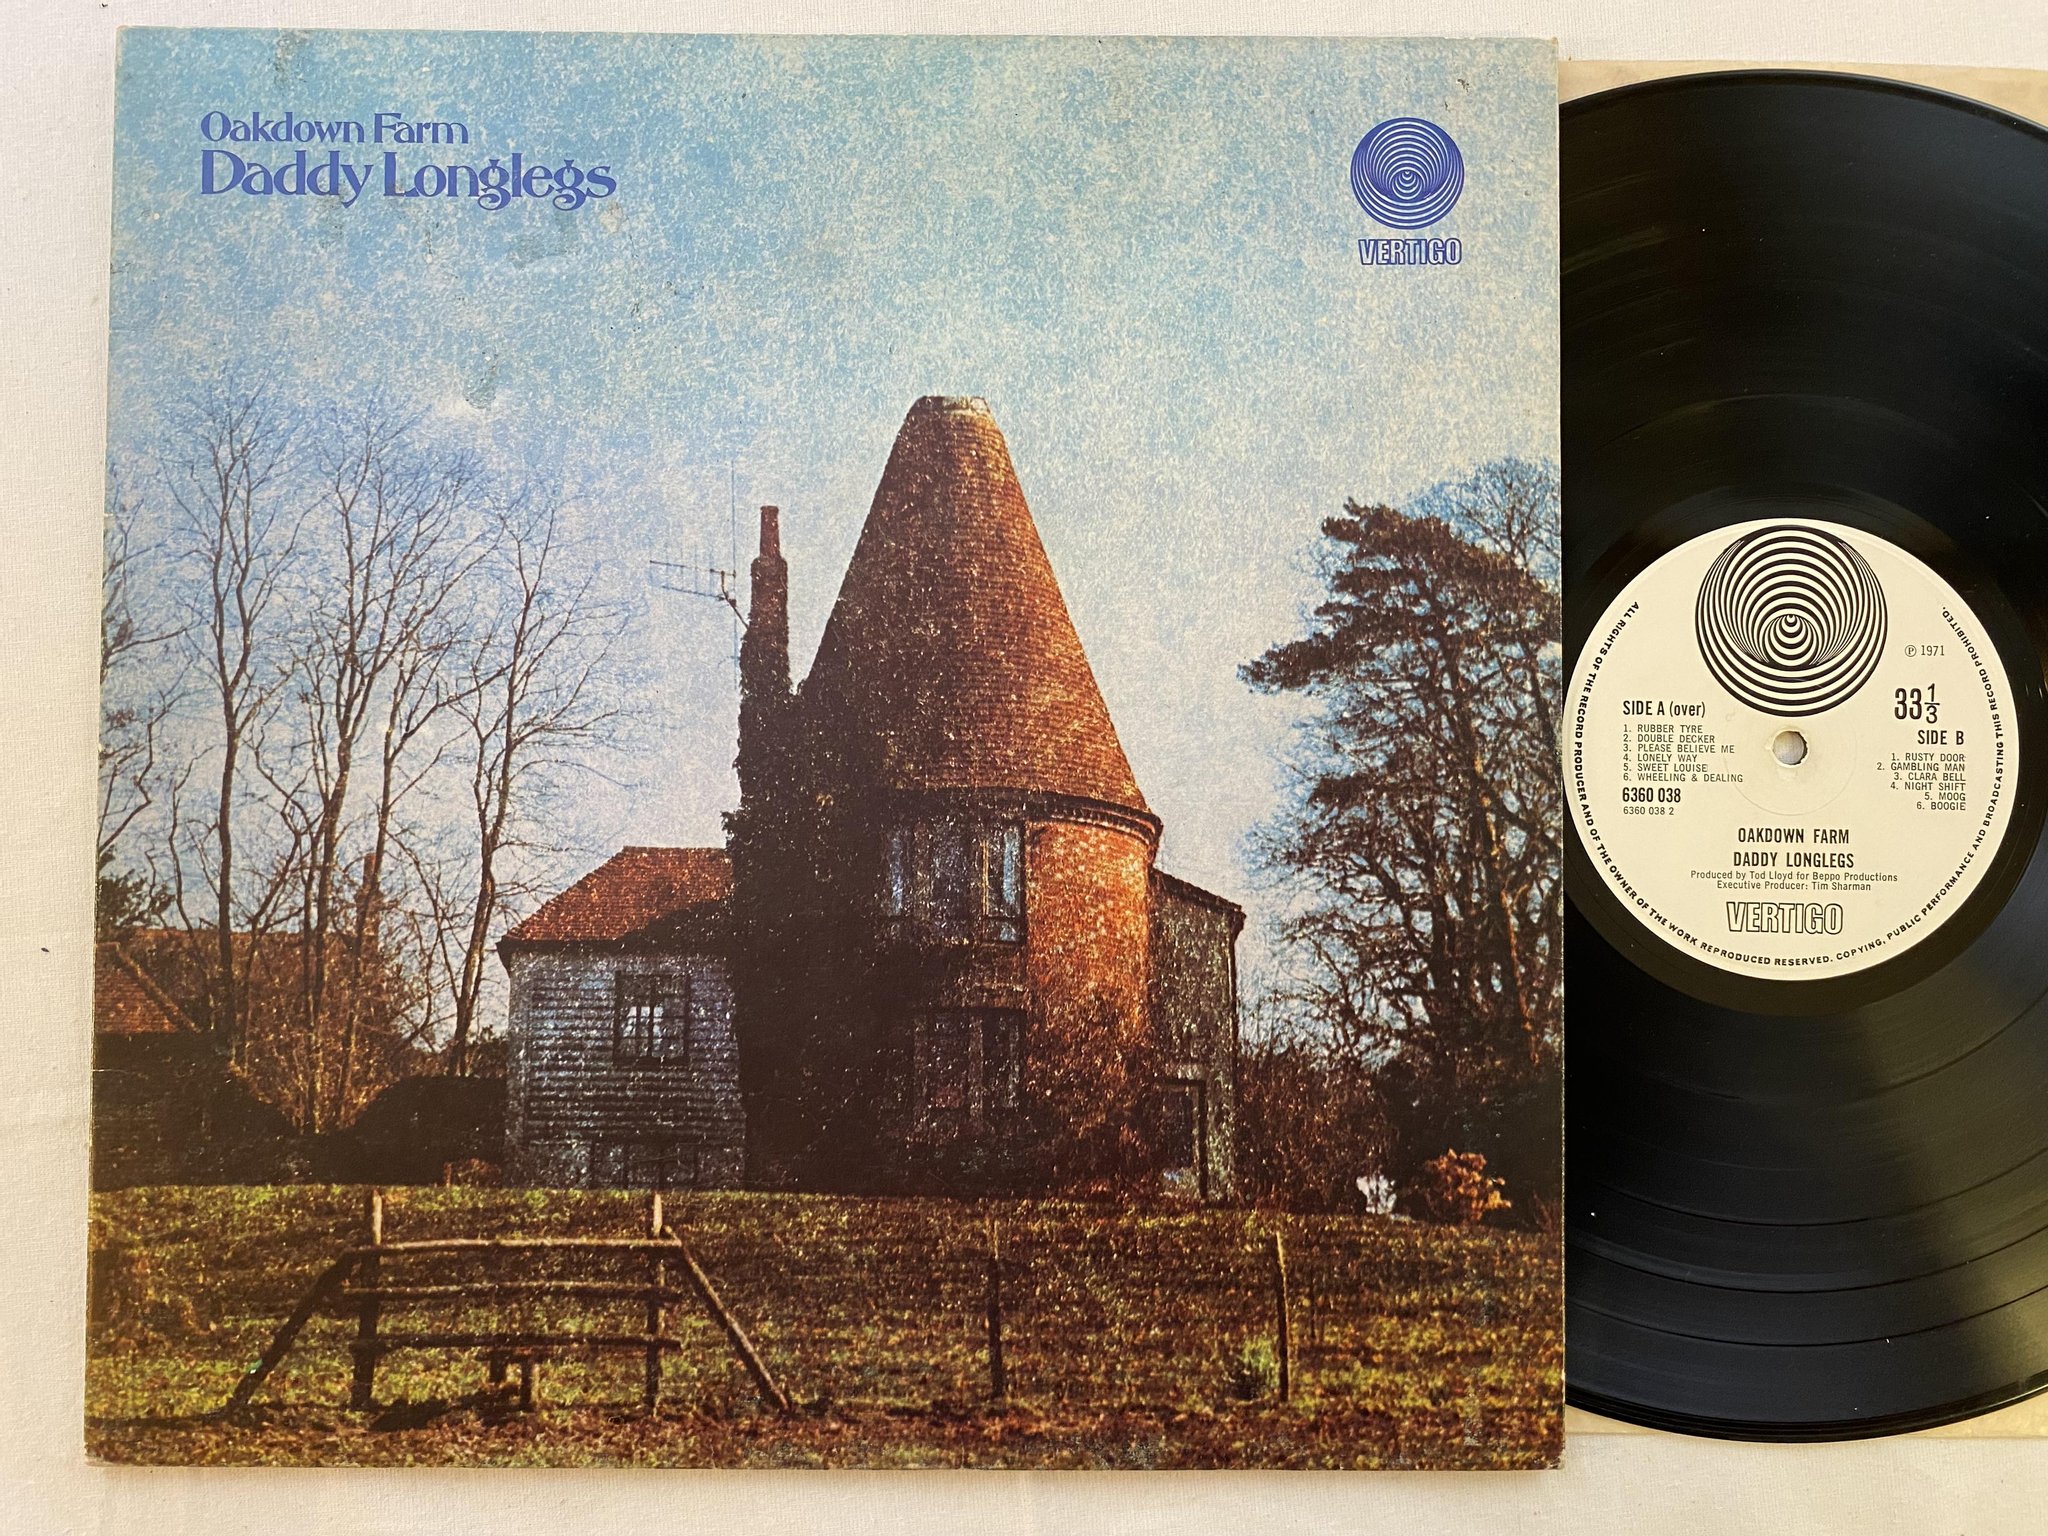 Oakdown Farm
Daddy Longlegs
VERTIGO
℗ 1971
33 1/3
SIDE A (over)
1. RUBBER TYRE
2. DOUBLE DECKER
3. PLEASE BELIEVE ME
4. LONELY WAY
5. SWEET LOUISE
6. WHEELING & DEALING
6360 038
6360 038 2
SIDE B
1. RUSTY DOOR
2. GAMBLING MAN
3. CLARA BELL
4. NIGHT SHIFT
5. MOOG
6. BOOGIE
OAKDOWN FARM
DADDY LONGLEGS
Produced by Tod Lloyd for Beppo Productions
Executive Producer: Tim Sharman
VERTIGO
ALL RIGHTS OF THE RECORD PRODUCER AND OF THE OWNER OF THE WORK REPRODUCED RESERVED. COPYING, PUBLIC PERFORMANCE AND BROADCASTING THIS RECORD PROHIBITED.